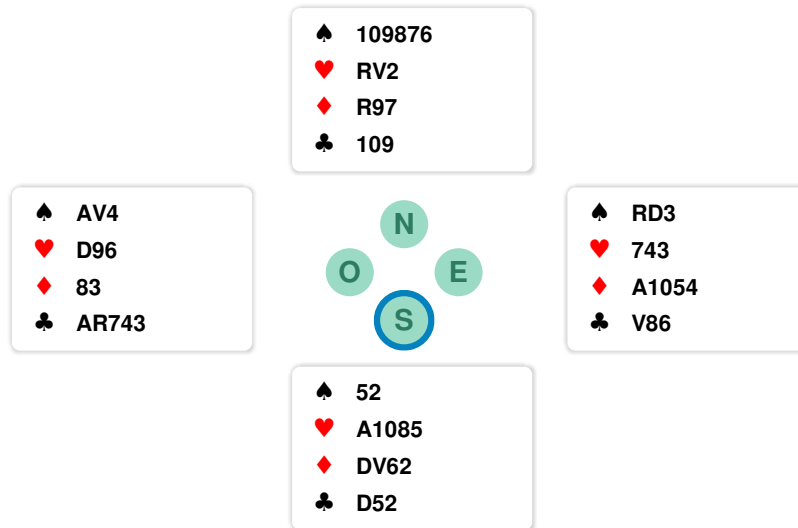 ♠ 109876
♥ RV2
♦ R97
♣ 109
♠ AV4
♥ D96
♦ 83
♣ AR743
N
O E
S
♠ RD3
♥ 743
♦ A1054
♣ V86
♠ 52
♥ A1085
♦ DV62
♣ D52